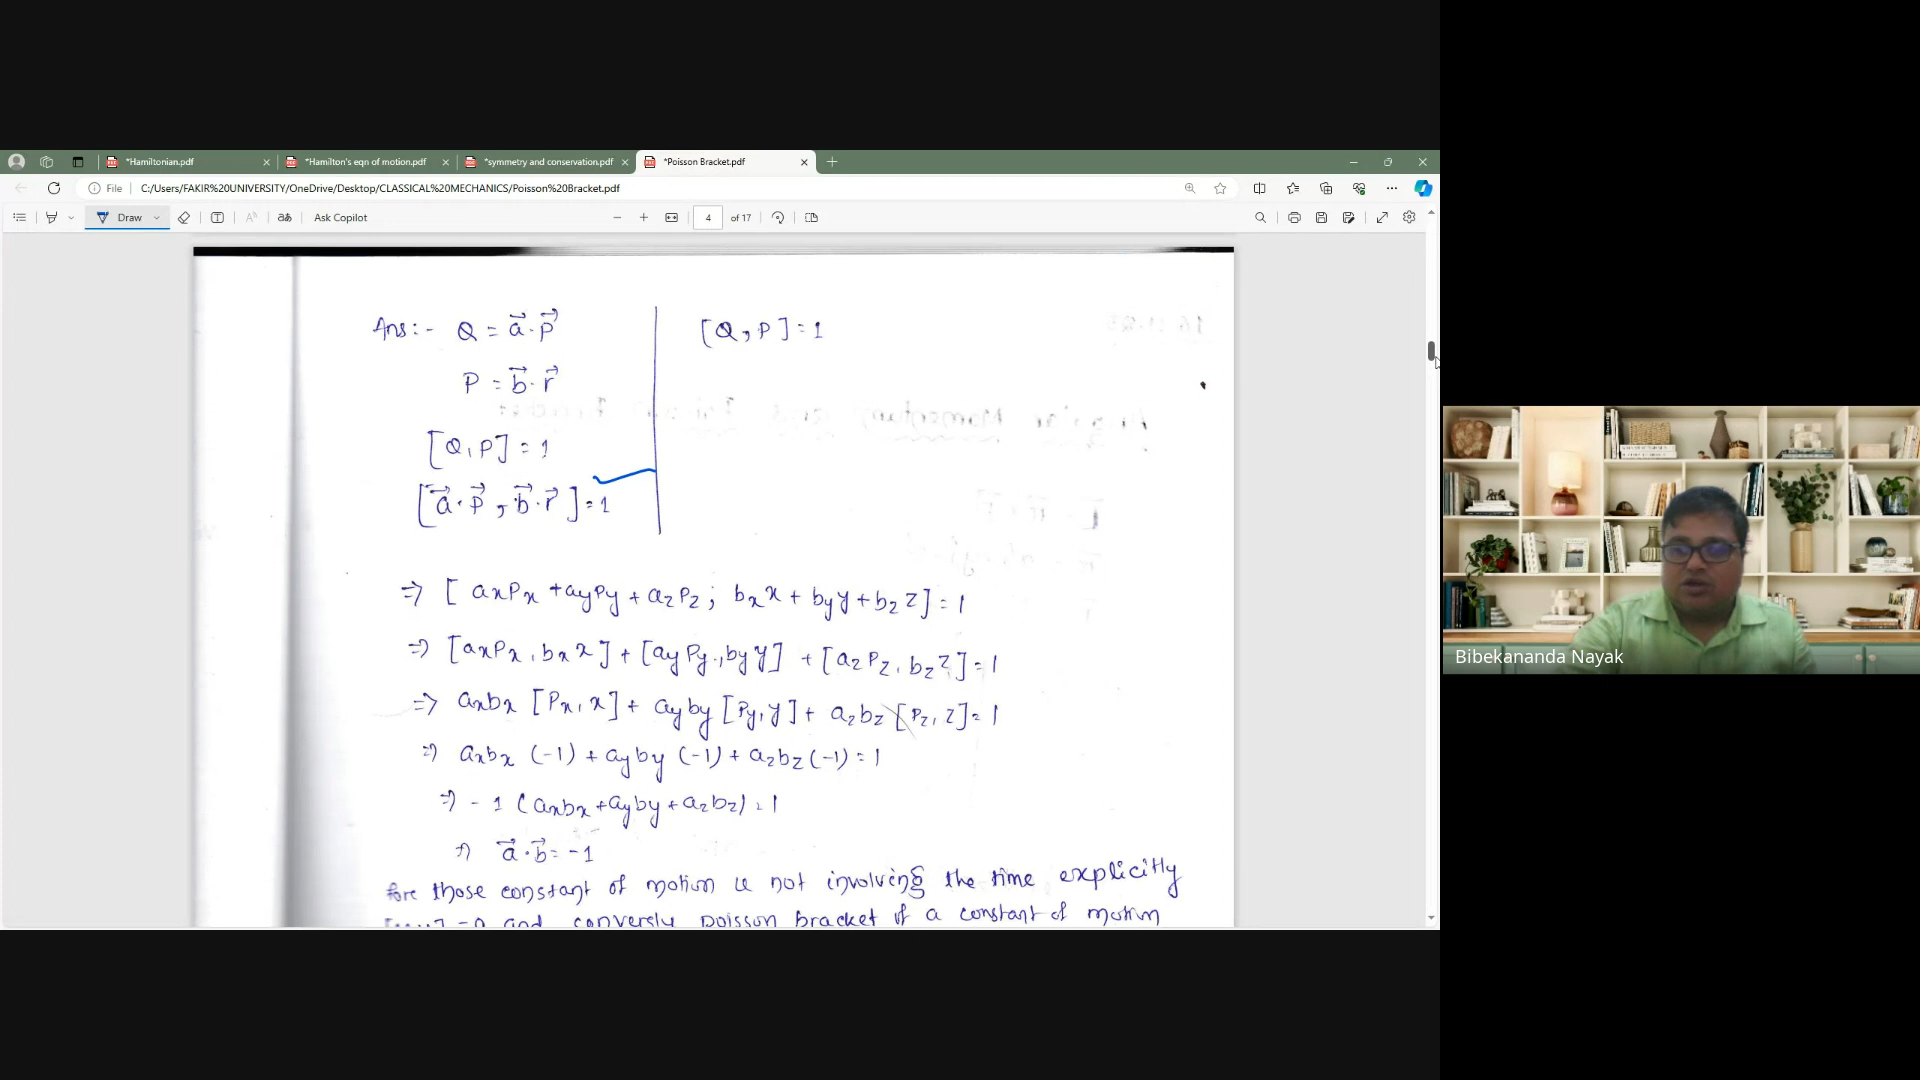 *Hamiltonian.pdf
*Hamilton's eqn of motion.pdf
*symmetry and conservation.pdf
*Poisson Bracket.pdf
File
C:/Users/FAKIR%20UNIVERSITY/OneDrive/Desktop/CLASSICAL%20MECHANICS/Poisson%20Bracket.pdf
Draw
Ask Copilot
4 of 17
Ans:- Q = a⃗·p⃗
[Q, P] = 1
P = b⃗·r⃗
[Q, P] = 1
[a⃗·p⃗, b⃗·r⃗] = 1
⇒ [axPx + ayPy + azPz; bxx + byy + bzz] = 1
⇒ [axPx, bxx] + [ayPy, byy] + [azPz, bzz] = 1
⇒ axbx [Px, x] + ayby [Py, y] + azbz [Pz, z] = 1
⇒ axbx (-1) + ayby (-1) + azbz (-1) = 1
⇒ -1 (axbx + ayby + azbz) = 1
⇒ a⃗·b⃗ = -1
fore those constant of motion is not involving the time explicitly
= 0 and conversly poisson bracket of a constant of motion
Bibekananda Nayak